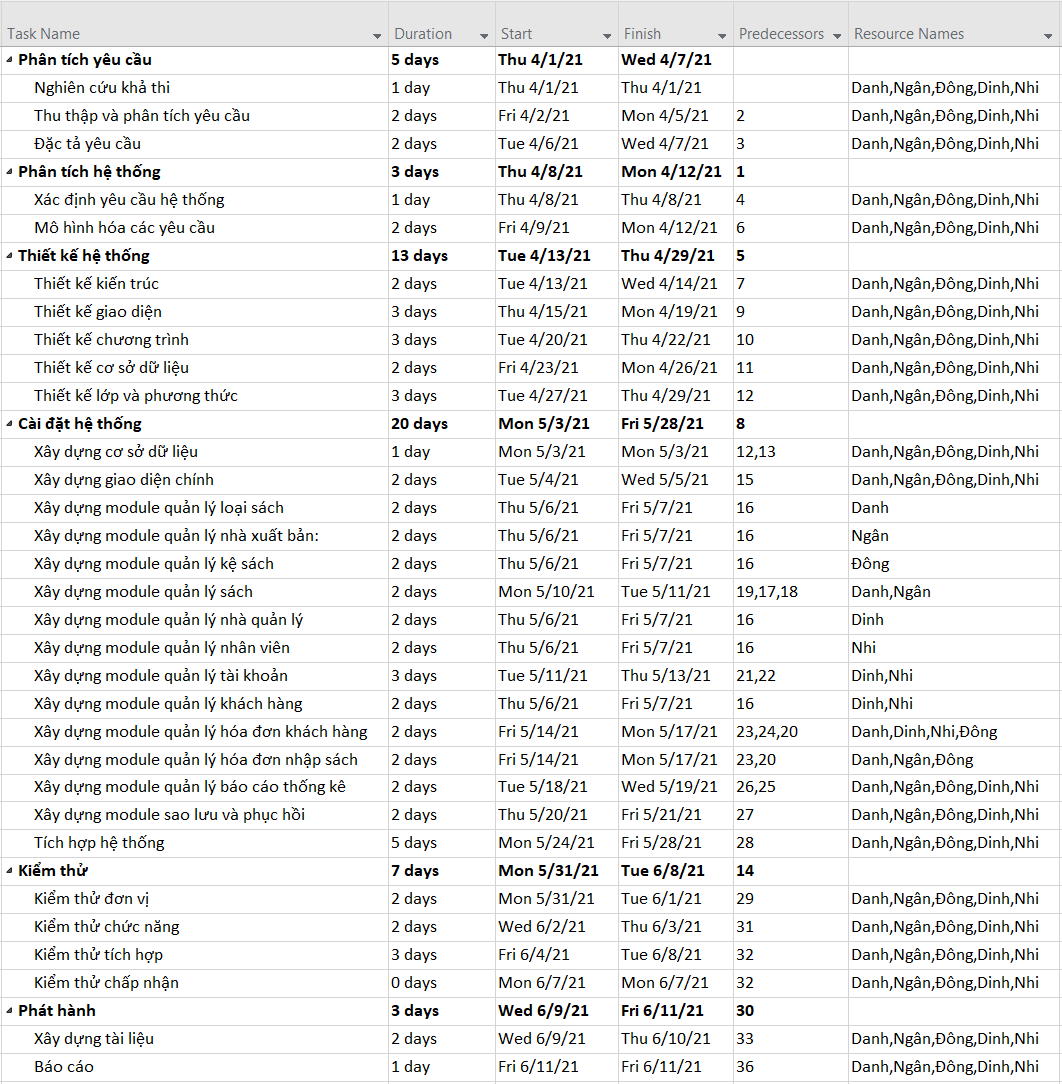 Task Name Duration Start Finish Predecessors Resource Names
Phân tích yêu cầu 5 days Thu 4/1/21 Wed 4/7/21
Nghiên cứu khả thi 1 day Thu 4/1/21 Thu 4/1/21 Danh,Ngân,Đông,Dinh,Nhi
Thu thập và phân tích yêu cầu 2 days Fri 4/2/21 Mon 4/5/21 2 Danh,Ngân,Đông,Dinh,Nhi
Đặc tả yêu cầu 2 days Tue 4/6/21 Wed 4/7/21 3 Danh,Ngân,Đông,Dinh,Nhi
Phân tích hệ thống 3 days Thu 4/8/21 Mon 4/12/21 1
Xác định yêu cầu hệ thống 1 day Thu 4/8/21 Thu 4/8/21 4 Danh,Ngân,Đông,Dinh,Nhi
Mô hình hóa các yêu cầu 2 days Fri 4/9/21 Mon 4/12/21 6 Danh,Ngân,Đông,Dinh,Nhi
Thiết kế hệ thống 13 days Tue 4/13/21 Thu 4/29/21 5
Thiết kế kiến trúc 2 days Tue 4/13/21 Wed 4/14/21 7 Danh,Ngân,Đông,Dinh,Nhi
Thiết kế giao diện 3 days Thu 4/15/21 Mon 4/19/21 9 Danh,Ngân,Đông,Dinh,Nhi
Thiết kế chương trình 3 days Tue 4/20/21 Thu 4/22/21 10 Danh,Ngân,Đông,Dinh,Nhi
Thiết kế cơ sở dữ liệu 2 days Fri 4/23/21 Mon 4/26/21 11 Danh,Ngân,Đông,Dinh,Nhi
Thiết kế lớp và phương thức 3 days Tue 4/27/21 Thu 4/29/21 12 Danh,Ngân,Đông,Dinh,Nhi
Cài đặt hệ thống 20 days Mon 5/3/21 Fri 5/28/21 8
Xây dựng cơ sở dữ liệu 1 day Mon 5/3/21 Mon 5/3/21 12,13 Danh,Ngân,Đông,Dinh,Nhi
Xây dựng giao diện chính 2 days Tue 5/4/21 Wed 5/5/21 15 Danh,Ngân,Đông,Dinh,Nhi
Xây dựng module quản lý loại sách 2 days Thu 5/6/21 Fri 5/7/21 16 Danh
Xây dựng module quản lý nhà xuất bản: 2 days Thu 5/6/21 Fri 5/7/21 16 Ngân
Xây dựng module quản lý kệ sách 2 days Thu 5/6/21 Fri 5/7/21 16 Đông
Xây dựng module quản lý sách 2 days Mon 5/10/21 Tue 5/11/21 19,17,18 Danh,Ngân
Xây dựng module quản lý nhà quản lý 2 days Thu 5/6/21 Fri 5/7/21 16 Dinh
Xây dựng module quản lý nhân viên 2 days Thu 5/6/21 Fri 5/7/21 16 Nhi
Xây dựng module quản lý tài khoản 3 days Tue 5/11/21 Thu 5/13/21 21,22 Dinh,Nhi
Xây dựng module quản lý khách hàng 2 days Thu 5/6/21 Fri 5/7/21 16 Dinh,Nhi
Xây dựng module quản lý hóa đơn khách hàng 2 days Fri 5/14/21 Mon 5/17/21 23,24,20 Danh,Dinh,Nhi,Đông
Xây dựng module quản lý hóa đơn nhập sách 2 days Fri 5/14/21 Mon 5/17/21 23,20 Danh,Ngân,Đông
Xây dựng module quản lý báo cáo thống kê 2 days Tue 5/18/21 Wed 5/19/21 26,25 Danh,Ngân,Đông,Dinh,Nhi
Xây dựng module sao lưu và phục hồi 2 days Thu 5/20/21 Fri 5/21/21 27 Danh,Ngân,Đông,Dinh,Nhi
Tích hợp hệ thống 5 days Mon 5/24/21 Fri 5/28/21 28 Danh,Ngân,Đông,Dinh,Nhi
Kiểm thử 7 days Mon 5/31/21 Tue 6/8/21 14
Kiểm thử đơn vị 2 days Mon 5/31/21 Tue 6/1/21 29 Danh,Ngân,Đông,Dinh,Nhi
Kiểm thử chức năng 2 days Wed 6/2/21 Thu 6/3/21 31 Danh,Ngân,Đông,Dinh,Nhi
Kiểm thử tích hợp 3 days Fri 6/4/21 Tue 6/8/21 32 Danh,Ngân,Đông,Dinh,Nhi
Kiểm thử chấp nhận 0 days Mon 6/7/21 Mon 6/7/21 32 Danh,Ngân,Đông,Dinh,Nhi
Phát hành 3 days Wed 6/9/21 Fri 6/11/21 30
Xây dựng tài liệu 2 days Wed 6/9/21 Thu 6/10/21 33 Danh,Ngân,Đông,Dinh,Nhi
Báo cáo 1 day Fri 6/11/21 Fri 6/11/21 36 Danh,Ngân,Đông,Dinh,Nhi